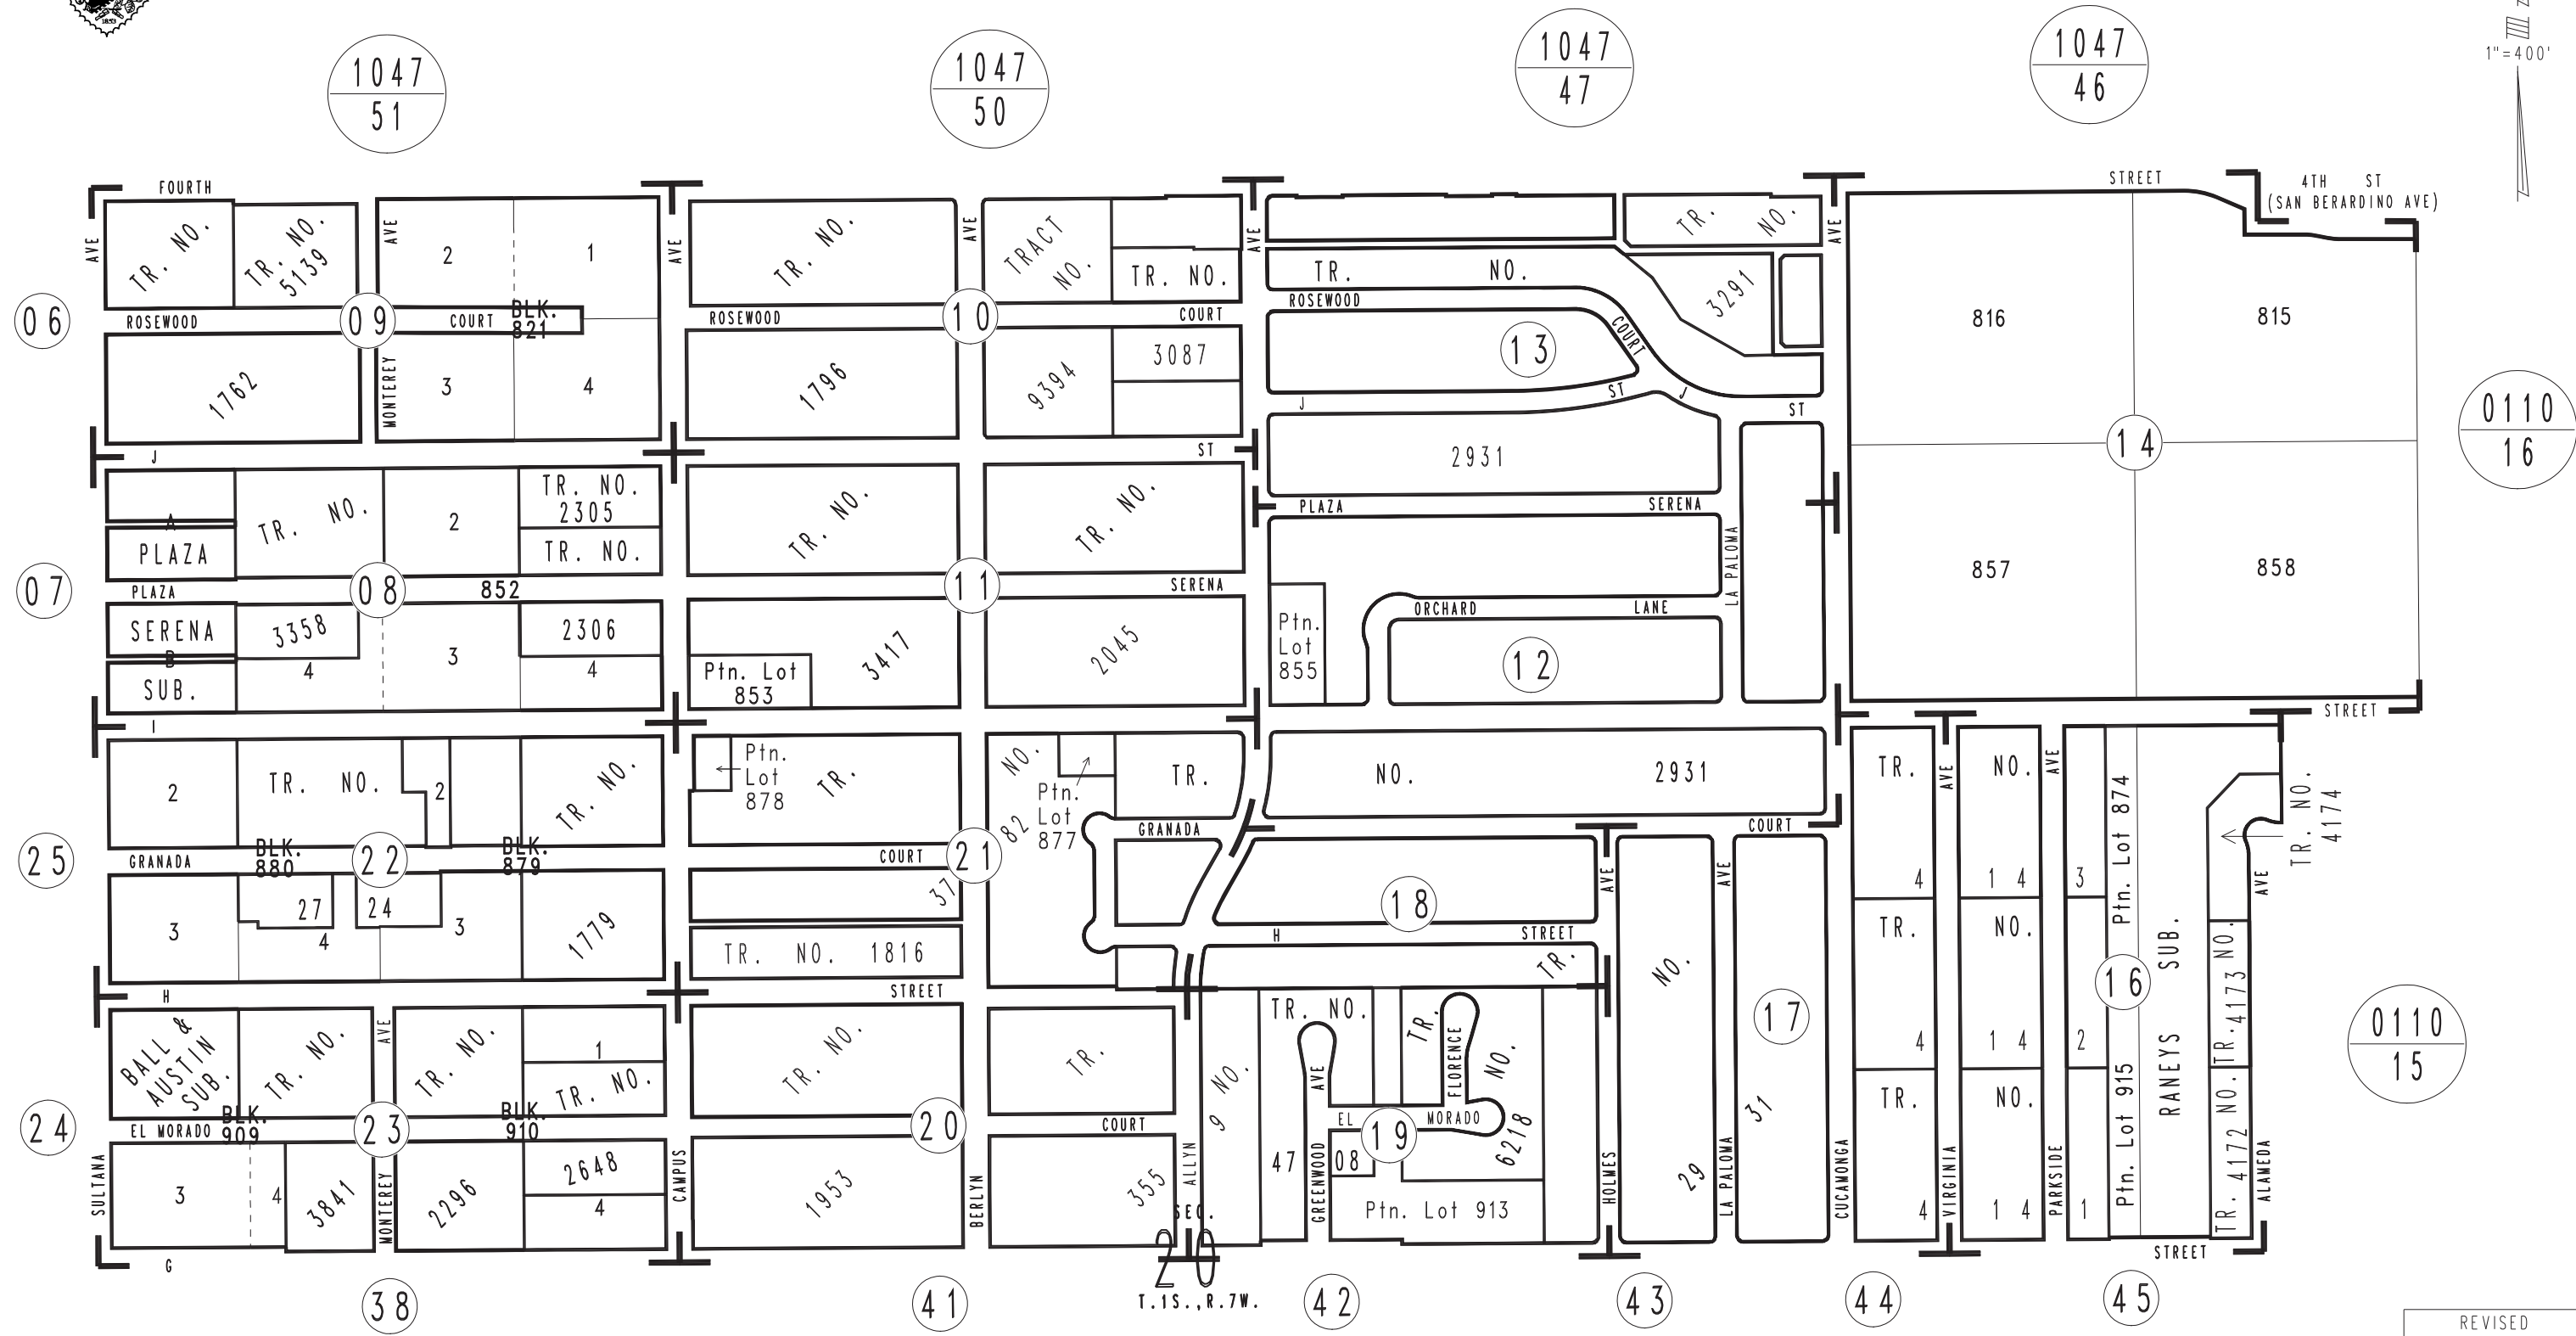 1853
1047
51
1047
50
1047
47
1047
46
1"=400'
FOURTH
STREET
4TH ST
(SAN BERARDINO AVE)
AVE
TR. NO.
TR. NO.
5139
AVE
2
1
AVE
TR. NO.
AVE
TRACT
NO.
TR. NO.
AVE
TR. NO.
AVE
TR. NO.
3291
816
815
06
ROSEWOOD
09
COURT
BLK.
821
ROSEWOOD
10
COURT
ROSEWOOD
COURT
13
1762
MONTEREY
3
4
1796
9394
3087
J
ST
J
ST
J
ST
2931
14
0110
16
A
PLAZA
TR. NO.
2
TR. NO.
2305
TR. NO.
TR. NO.
TR. NO.
PLAZA
SERENA
LA PALOMA
857
858
07
PLAZA
08
852
11
SERENA
ORCHARD
LANE
SERENA
B
SUB.
3358
4
3
2306
4
Ptn. Lot
853
3417
2045
Ptn.
Lot
855
12
I
STREET
2
TR. NO.
2
TR. NO.
Ptn.
Lot
878
TR.
NO.
82
Ptn.
Lot
877
TR.
NO.
2931
TR.
AVE
NO.
AVE
Ptn. Lot 874
TR. NO.
4174
25
GRANADA
BLK.
880
22
BLK.
879
COURT
21
GRANADA
COURT
3
27
4
24
3
1779
37
TR. NO. 1816
18
AVE
AVE
4
1 4
3
AVE
H
STREET
H
STREET
TR.
NO.
17
TR.
NO.
4
1 4
2
16
RANEYS SUB.
TR. 4173 NO.
0110
15
BALL &
AUSTIN
SUB.
TR. NO.
AVE
TR. NO.
1
TR. NO.
TR. NO.
TR.
9 NO.
TR. NO.
TR.
NO.
FLORENCE
AVE
24
BLK.
909
EL MORADO
23
BLK.
910
20
COURT
EL
MORADO
19
6218
31
TR.
NO.
Ptn. Lot 915
TR. 4172 NO.
SULTANA
3
4
3841
MONTEREY
2296
2648
4
CAMPUS
1953
BERLYN
355
ALLYN
47
GREENWOOD
08
Ptn. Lot 913
HOLMES
29
LA PALOMA
CUCAMONGA
4
VIRGINIA
1 4
PARKSIDE
1
ALAMEDA
G
STREET
SEC.
20
T.1S.,R.7W.
38
41
42
43
44
45
REVISED